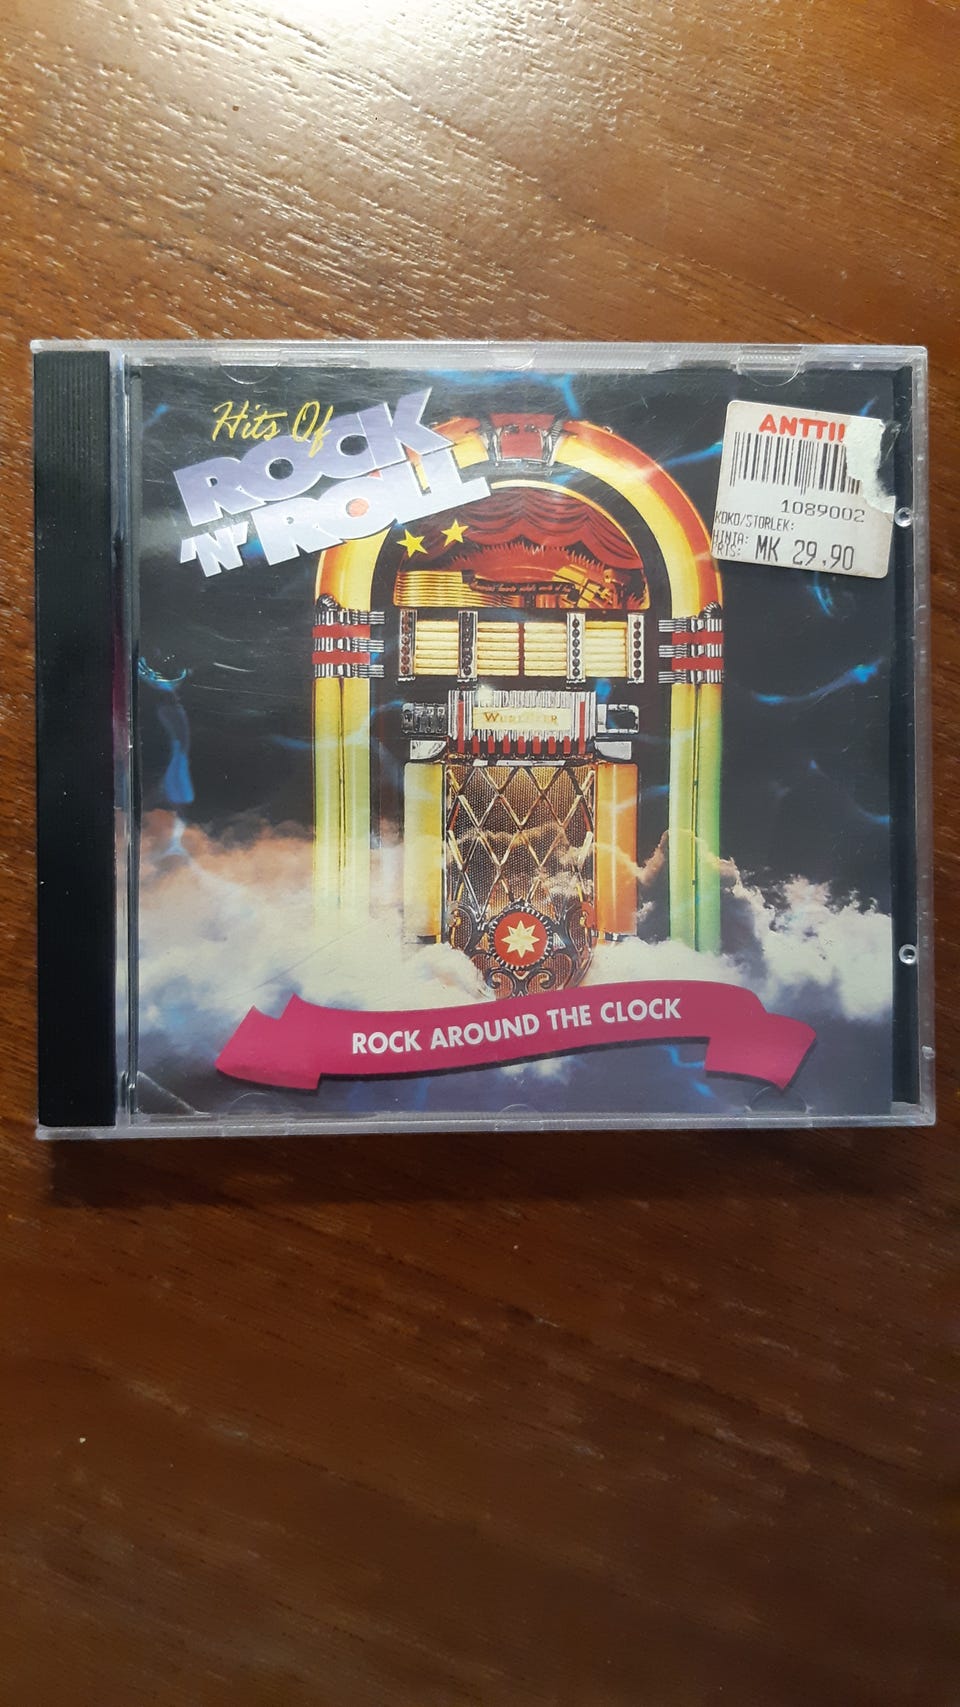 Hits Of
ROCK
'N' ROLL
ANTTI
1089002
KOKO/STORLEK:
HINTA:
PRIS: MK 29,90
WURLITZER
ROCK AROUND THE CLOCK